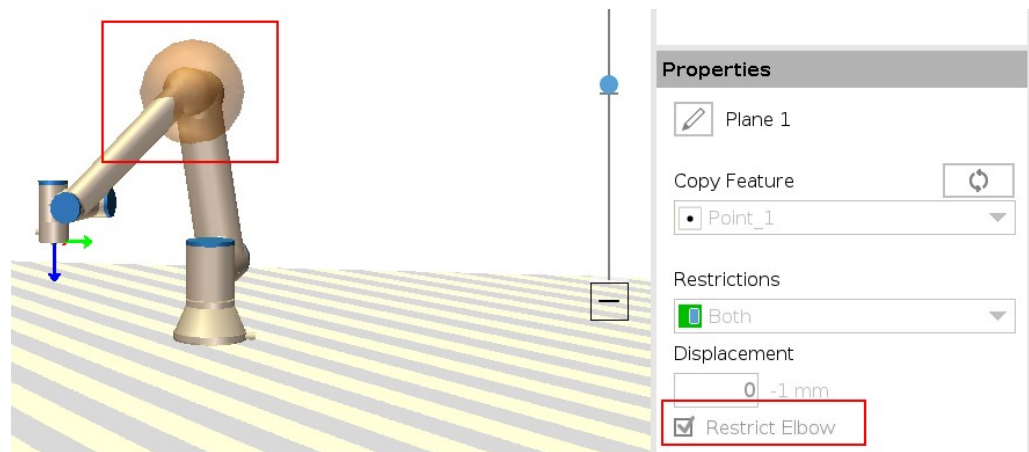 Properties
Plane 1
Copy Feature
Point_1
Restrictions
Both
Displacement
0 -1 mm
Restrict Elbow